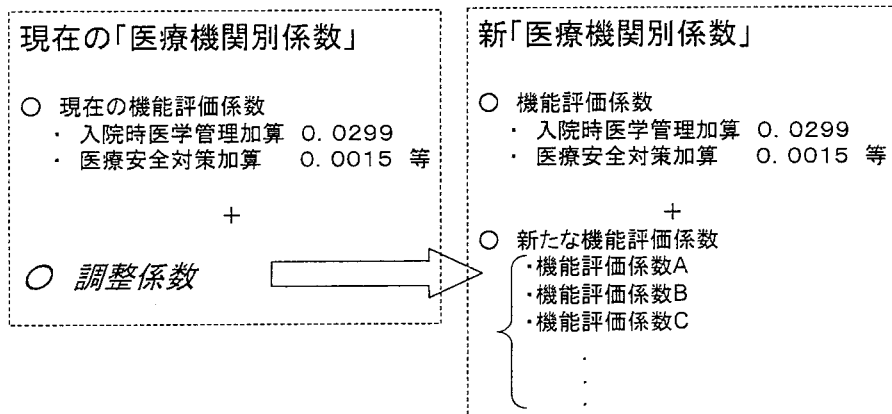 現在の「医療機関別係数」
○ 現在の機能評価係数
・ 入院時医学管理加算 0.0299
・ 医療安全対策加算 0.0015 等
＋
○ 調整係数
新「医療機関別係数」
○ 機能評価係数
・ 入院時医学管理加算 0.0299
・ 医療安全対策加算 0.0015 等
＋
○ 新たな機能評価係数
・機能評価係数A
・機能評価係数B
・機能評価係数C
・
・
・